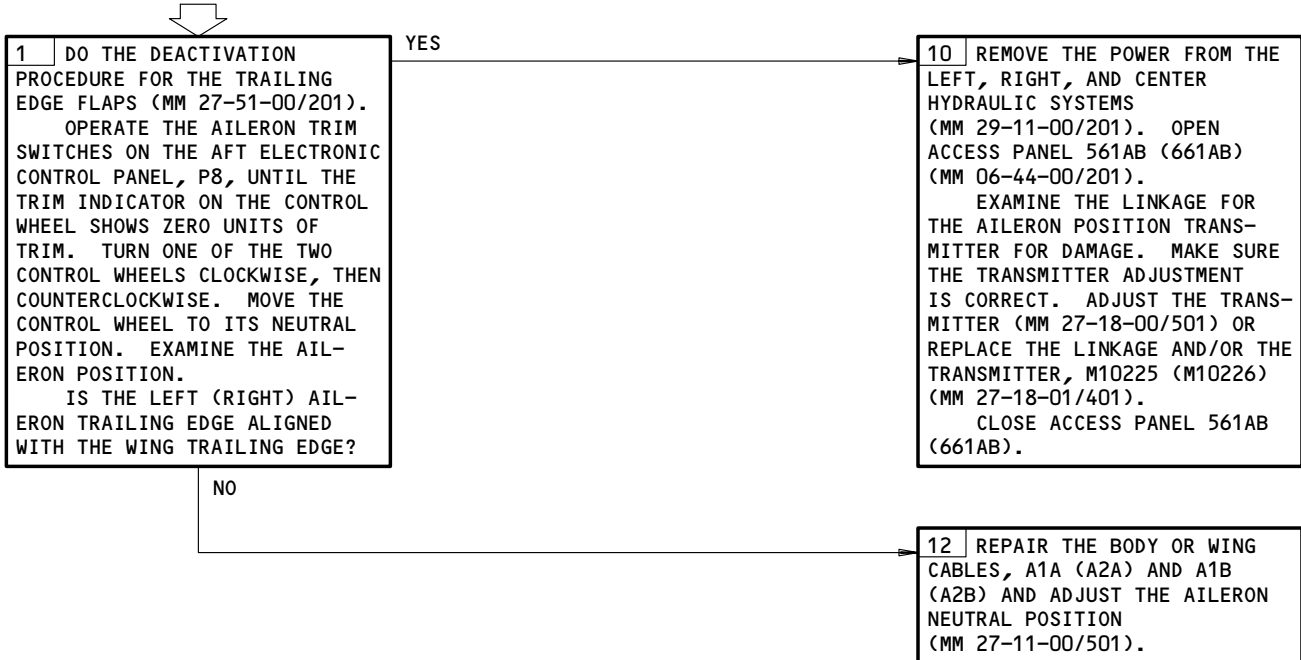 1 DO THE DEACTIVATION
PROCEDURE FOR THE TRAILING
EDGE FLAPS (MM 27-51-00/201).
OPERATE THE AILERON TRIM
SWITCHES ON THE AFT ELECTRONIC
CONTROL PANEL, P8, UNTIL THE
TRIM INDICATOR ON THE CONTROL
WHEEL SHOWS ZERO UNITS OF
TRIM. TURN ONE OF THE TWO
CONTROL WHEELS CLOCKWISE, THEN
COUNTERCLOCKWISE. MOVE THE
CONTROL WHEEL TO ITS NEUTRAL
POSITION. EXAMINE THE AIL-
ERON POSITION.
IS THE LEFT (RIGHT) AIL-
ERON TRAILING EDGE ALIGNED
WITH THE WING TRAILING EDGE?
YES
10 REMOVE THE POWER FROM THE
LEFT, RIGHT, AND CENTER
HYDRAULIC SYSTEMS
(MM 29-11-00/201). OPEN
ACCESS PANEL 561AB (661AB)
(MM 06-44-00/201).
EXAMINE THE LINKAGE FOR
THE AILERON POSITION TRANS-
MITTER FOR DAMAGE. MAKE SURE
THE TRANSMITTER ADJUSTMENT
IS CORRECT. ADJUST THE TRANS-
MITTER (MM 27-18-00/501) OR
REPLACE THE LINKAGE AND/OR THE
TRANSMITTER, M10225 (M10226)
(MM 27-18-01/401).
CLOSE ACCESS PANEL 561AB
(661AB).
NO
12 REPAIR THE BODY OR WING
CABLES, A1A (A2A) AND A1B
(A2B) AND ADJUST THE AILERON
NEUTRAL POSITION
(MM 27-11-00/501).